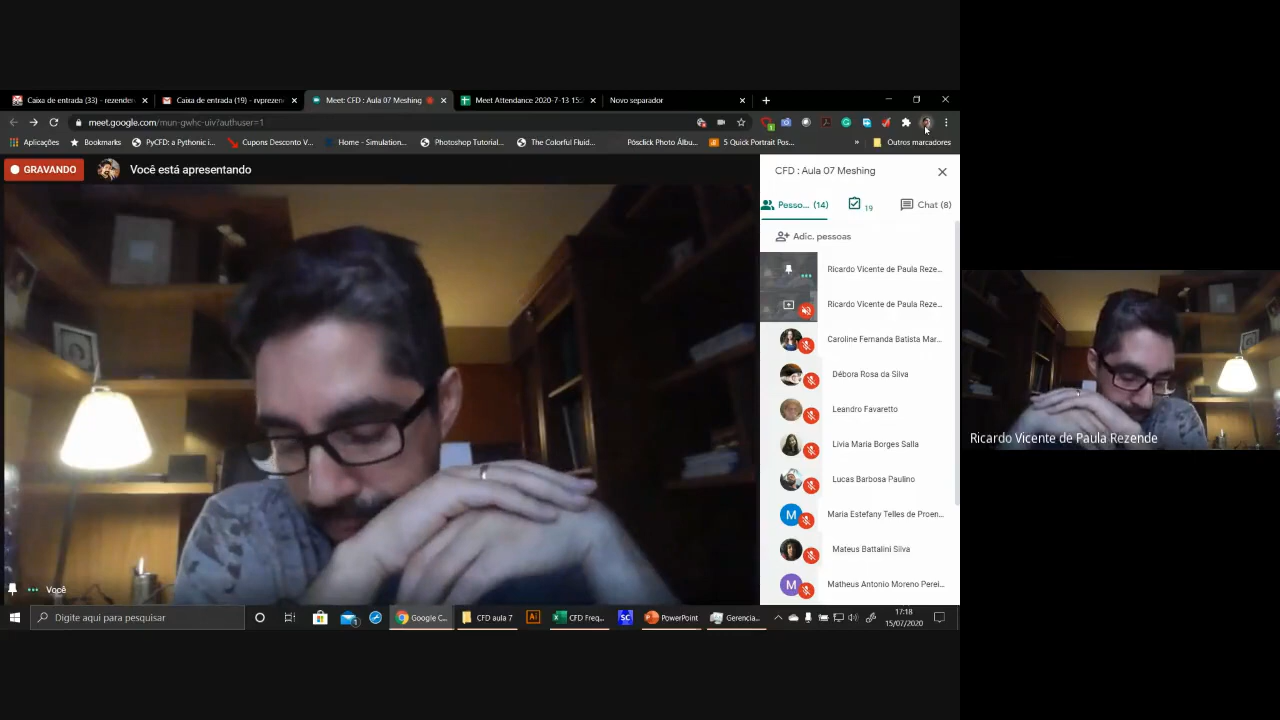 Caixa de entrada (33) - rezende
Caixa de entrada (19) - rvprezen
Meet: CFD : Aula 07 Meshing
Meet Attendance 2020-7-13 15:
Novo separador
meet.google.com/mun-gwhc-uiv?authuser=1
Aplicações
Bookmarks
PyCFD: a Pythonic i...
Cupons Desconto V...
Home - Simulation...
Photoshop Tutorial...
The Colorful Fluid...
Pósclick Photo Álbu...
5 Quick Portrait Pos...
Outros marcadores
GRAVANDO
Você está apresentando
CFD : Aula 07 Meshing
Pesso... (14)
19
Chat (8)
Adic. pessoas
Ricardo Vicente de Paula Reze...
Ricardo Vicente de Paula Reze...
Caroline Fernanda Batista Mar...
Débora Rosa da Silva
Leandro Favaretto
Lívia Maria Borges Salla
Lucas Barbosa Paulino
M Maria Estefany Telles de Proen...
Mateus Battalini Silva
M Matheus Antonio Moreno Perei...
Você
Ricardo Vicente de Paula Rezende
Digite aqui para pesquisar
Google C...
CFD aula 7
Ai
CFD Freq...
SC
PowerPoint
Gerencia...
17:18
15/07/2020